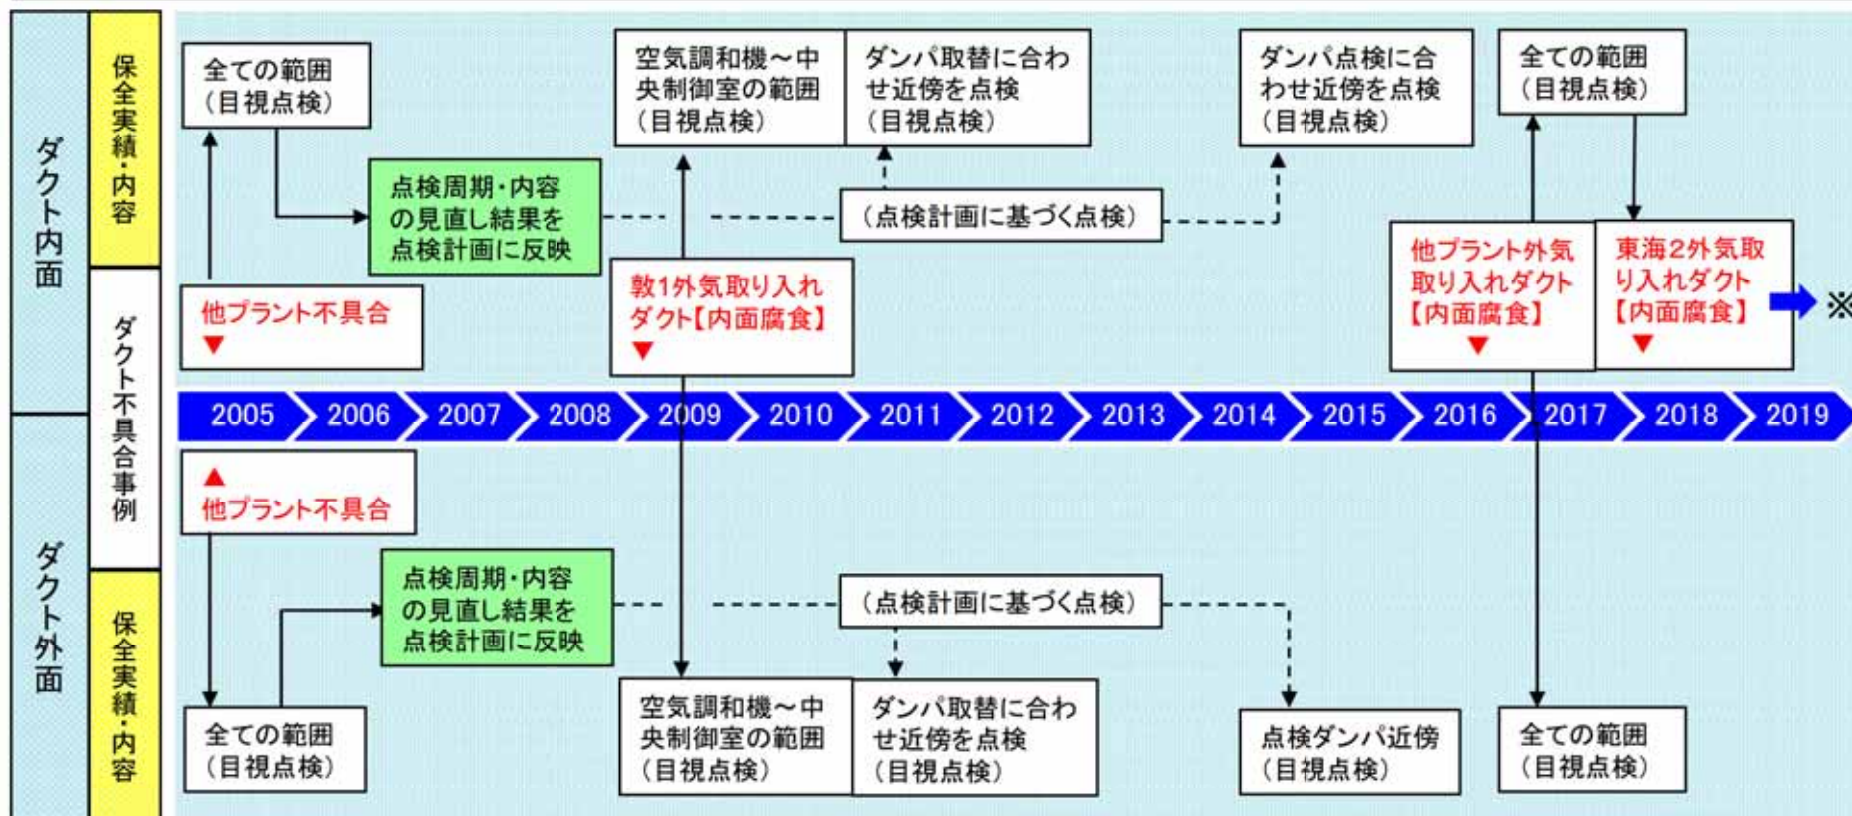 ダクト内面
ダクト外面
保全実績・内容
ダクト不具合事例
保全実績・内容
全ての範囲
（目視点検）
点検周期・内容
の見直し結果を
点検計画に反映
他プラント不具合
▼
空気調和機～中
央制御室の範囲
（目視点検）
ダンパ取替に合わ
せ近傍を点検
（目視点検）
（点検計画に基づく点検）
敦1外気取り入れ
ダクト【内面腐食】
▼
ダンパ点検に合
わせ近傍を点検
（目視点検）
全ての範囲
（目視点検）
他プラント外気
取り入れダクト
【内面腐食】
▼
東海２外気取
り入れダクト
【内面腐食】
▼
※
2005 2006 2007 2008 2009 2010 2011 2012 2013 2014 2015 2016 2017 2018 2019
▲
他プラント不具合
点検周期・内容
の見直し結果を
点検計画に反映
（点検計画に基づく点検）
全ての範囲
（目視点検）
空気調和機～中
央制御室の範囲
（目視点検）
ダンパ取替に合わ
せ近傍を点検
（目視点検）
点検ダンパ近傍
（目視点検）
全ての範囲
（目視点検）